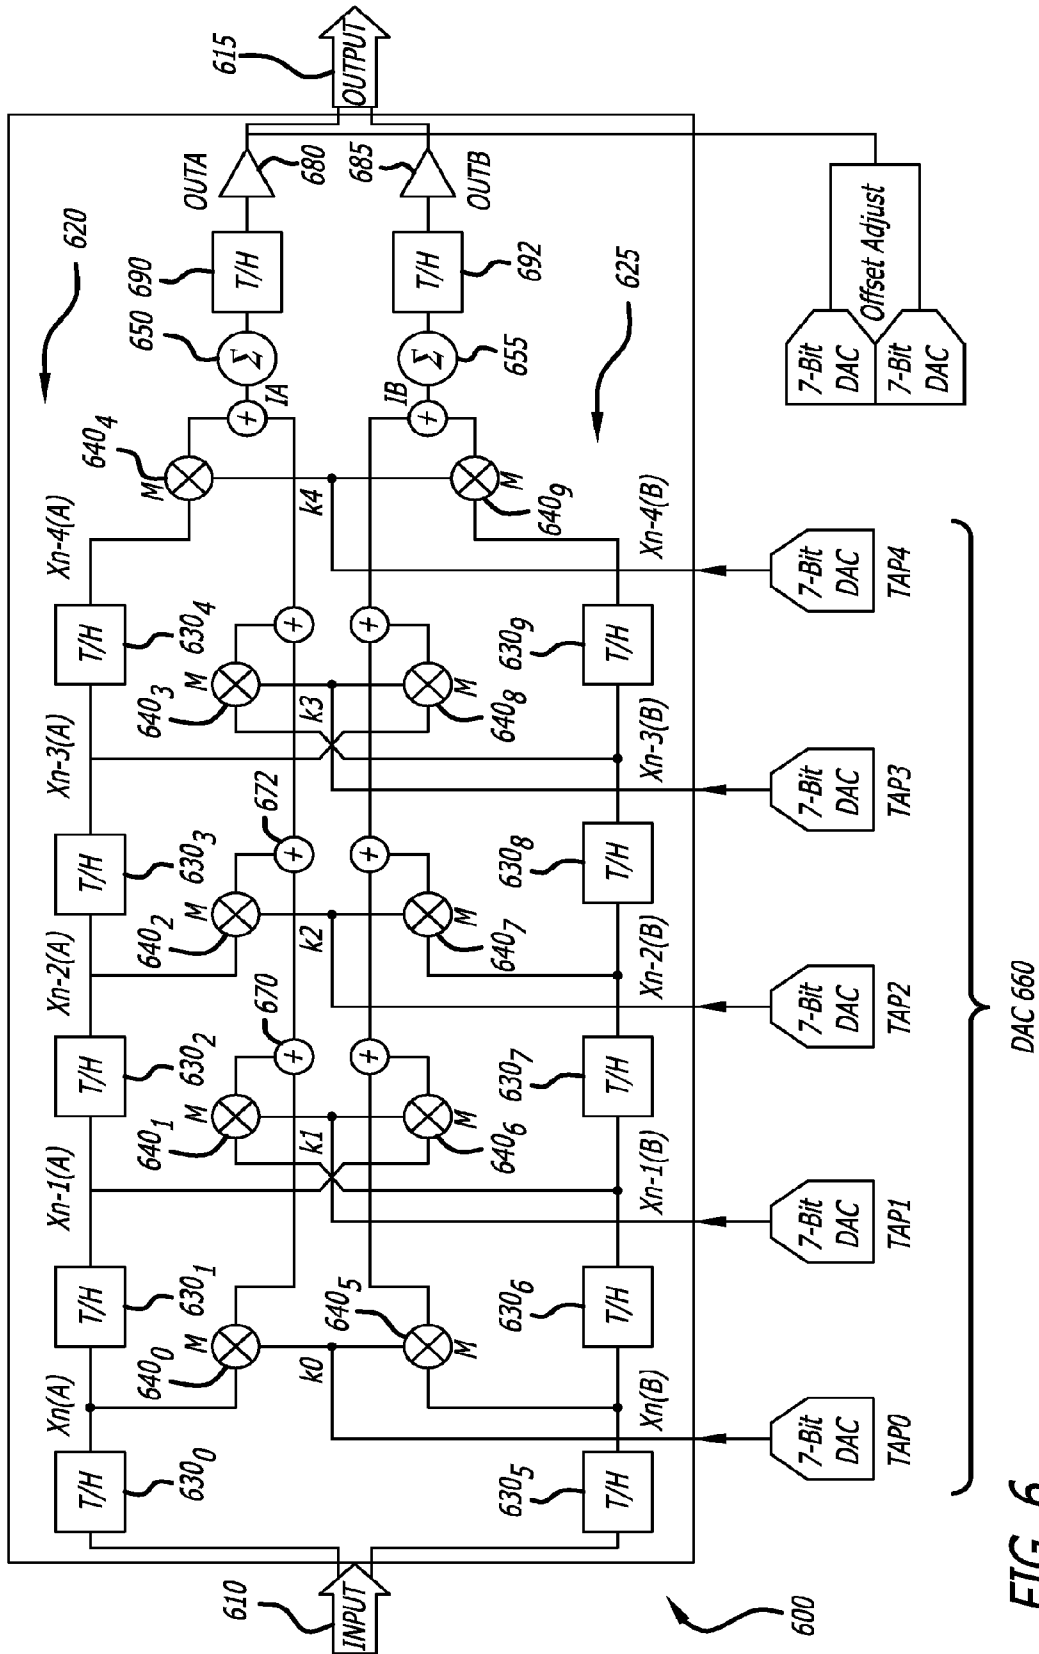 620
610
INPUT
T/H
630₀
Xn(A)
T/H
630₁
Xn-1(A)
T/H
630₂
Xn-2(A)
T/H
630₃
Xn-3(A)
T/H
630₄
Xn-4(A)
M
640₀
M
640₁
M
640₂
M
640₃
M
640₄
+
670
+
672
+
+
IA
650
Σ
690
T/H
OUTA
680
615
OUTPUT
k0
k1
k2
k3
k4
640₅
M
640₆
M
640₇
M
640₈
M
640₉
M
+
+
+
+
IB
Σ
655
T/H
692
OUTB
685
625
T/H
630₅
Xn(B)
T/H
630₆
Xn-1(B)
T/H
630₇
Xn-2(B)
T/H
630₈
Xn-3(B)
T/H
630₉
Xn-4(B)
600
7-Bit
DAC
TAP0
7-Bit
DAC
TAP1
7-Bit
DAC
TAP2
7-Bit
DAC
TAP3
7-Bit
DAC
TAP4
7-Bit
DAC
7-Bit
DAC
Offset Adjust
DAC 660
FIG. 6